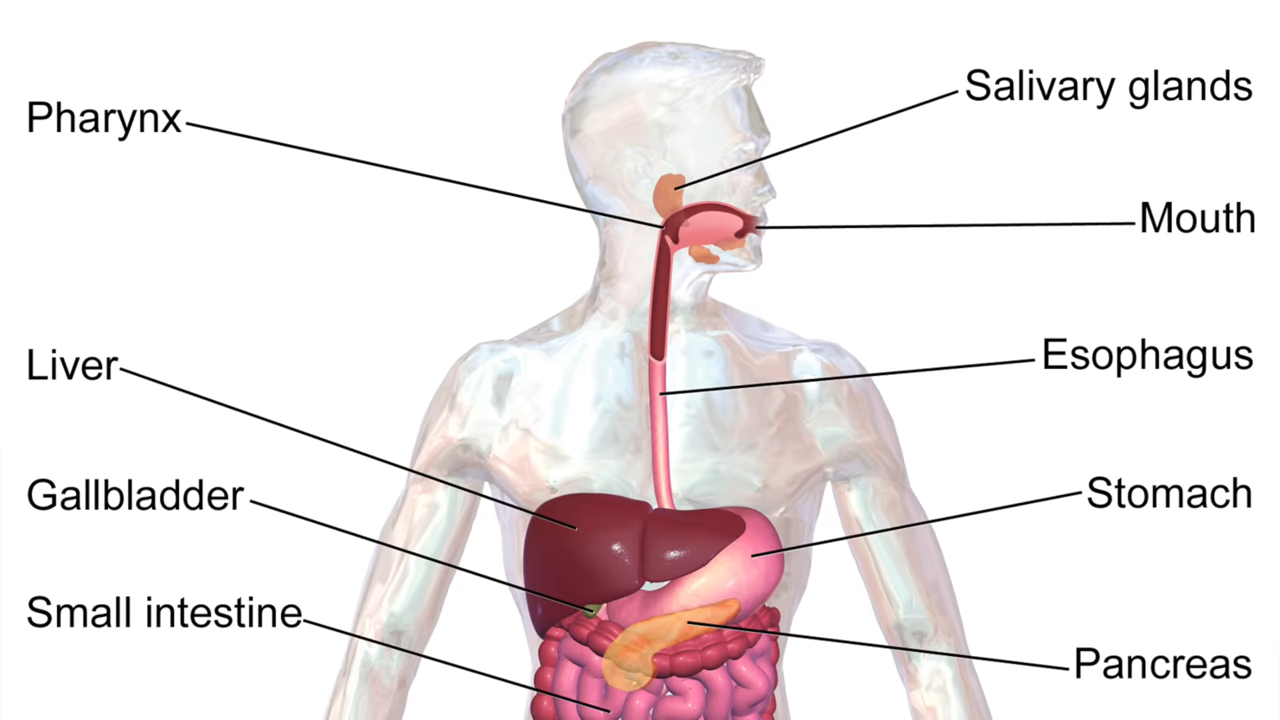 Pharynx
Salivary glands
Mouth
Liver
Esophagus
Gallbladder
Stomach
Small intestine
Pancreas